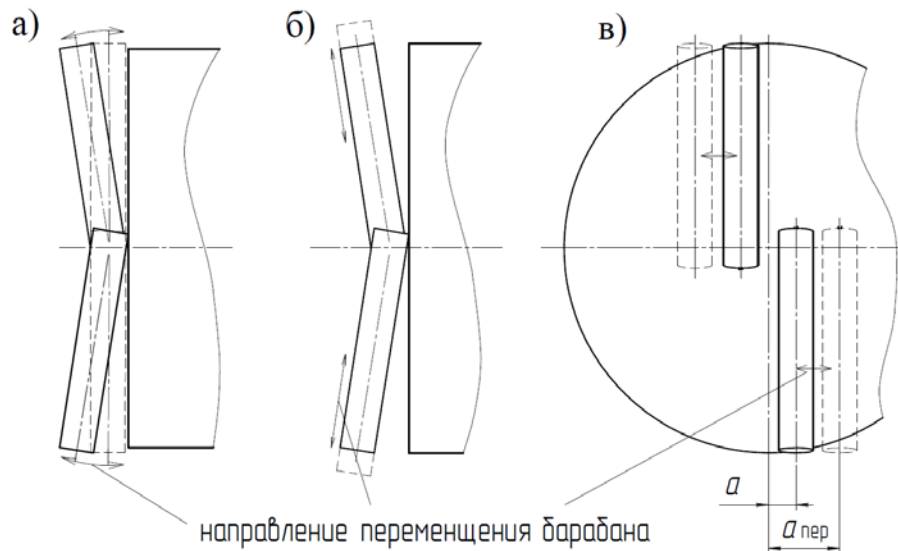 а) б) в)
a
a пер
направление переменщения барабана